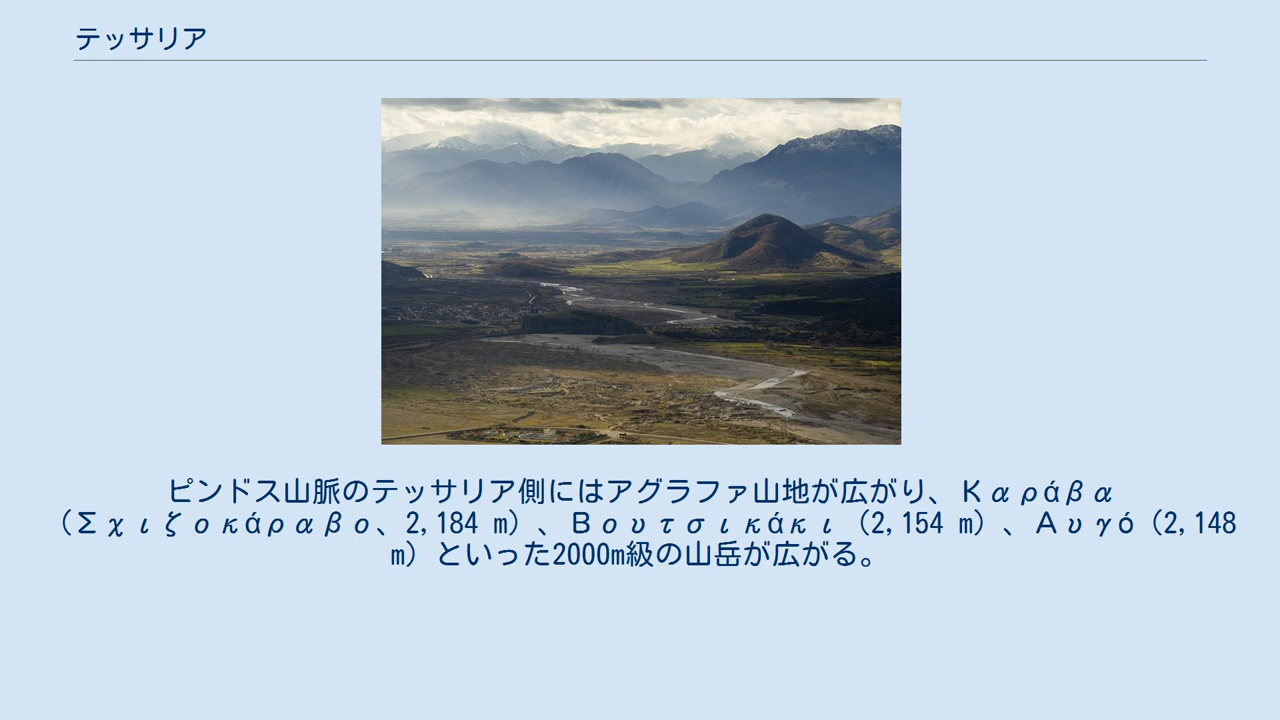 テッサリア
ピンドス山脈のテッサリア側にはアグラファ山地が広がり、Καράβα
（Σχιζοκάραβο、2,184 m）、Βουτσικάκι（2,154 m）、Αυγό（2,148
m）といった2000m級の山岳が広がる。